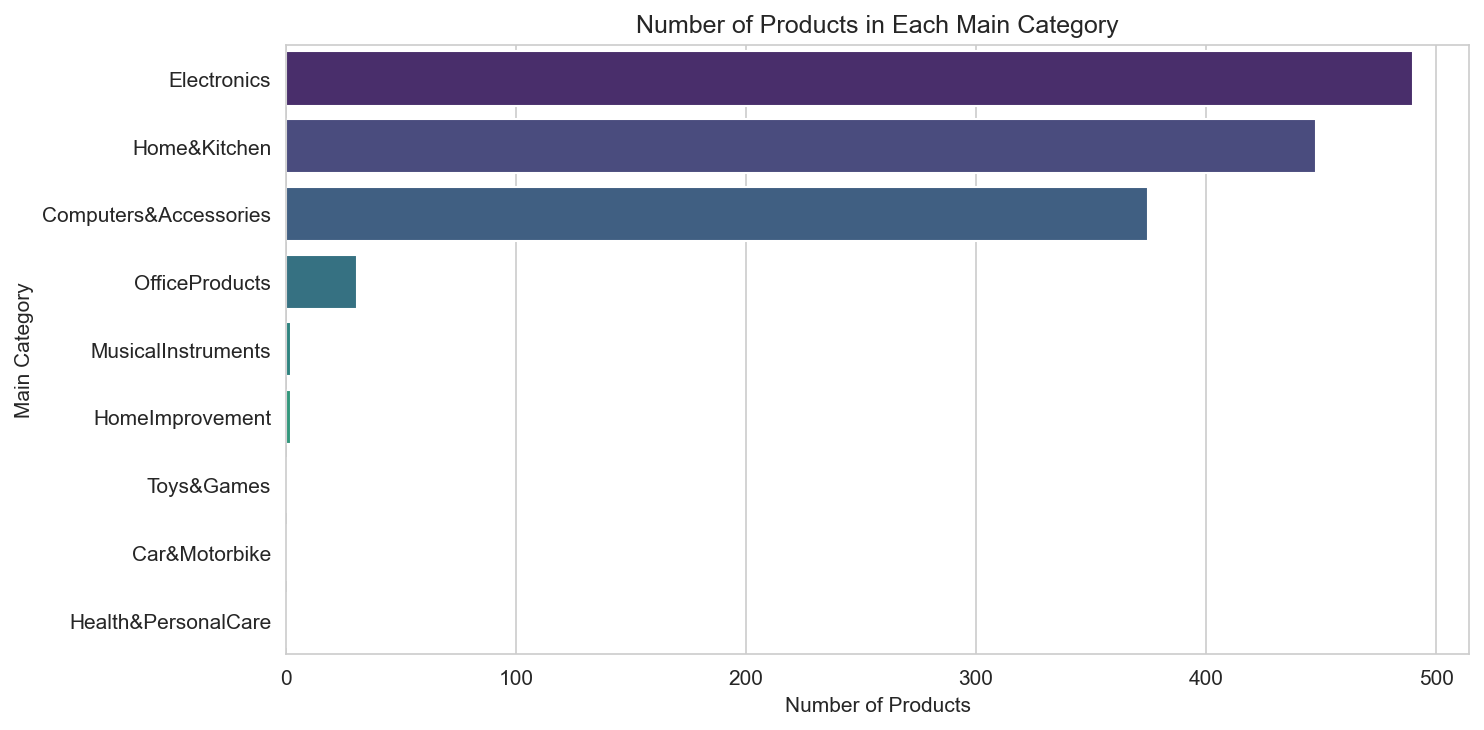 Number of Products in Each Main Category
Main Category
Electronics
Home&Kitchen
Computers&Accessories
OfficeProducts
MusicalInstruments
HomeImprovement
Toys&Games
Car&Motorbike
Health&PersonalCare
0 100 200 300 400 500
Number of Products